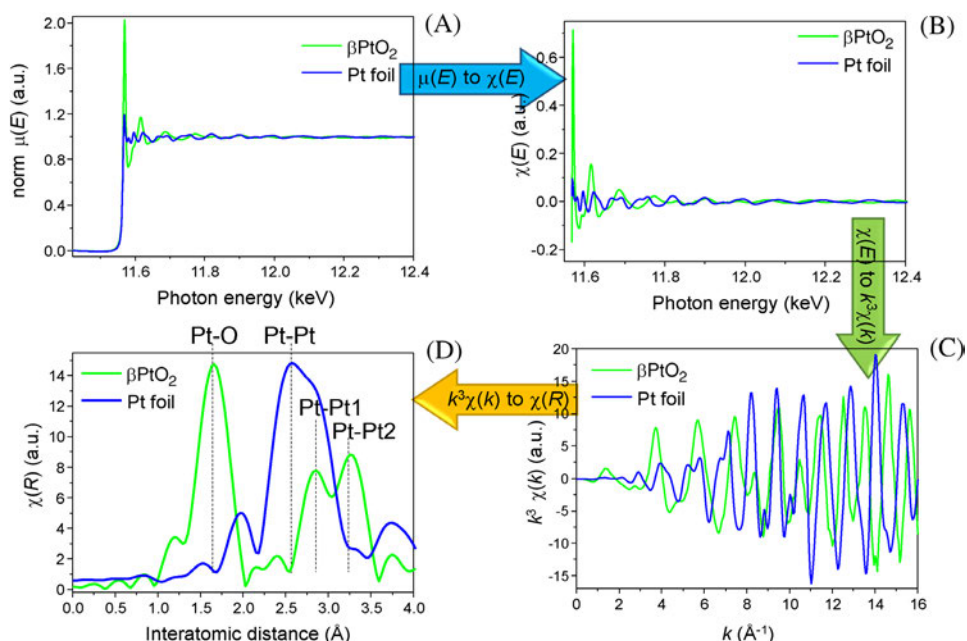 (A)
norm μ(E) (a.u.)
2.0
1.6
1.2
0.8
0.4
0.0
βPtO₂
Pt foil
11.6 11.8 12.0 12.2 12.4
Photon energy (keV)
μ(E) to χ(E)
(B)
χ(E) (a.u.)
0.6
0.4
0.2
0.0
-0.2
βPtO₂
Pt foil
11.6 11.8 12.0 12.2 12.4
Photon energy (keV)
χ(E) to k³χ(k)
(C)
k³ χ(k) (a.u.)
20
15
10
5
0
-5
-10
-15
βPtO₂
Pt foil
0 2 4 6 8 10 12 14 16
k (Å⁻¹)
k³χ(k) to χ(R)
(D)
Pt-O Pt-Pt
χ(R) (a.u.)
14
12
10
8
6
4
2
0
βPtO₂
Pt foil
Pt-Pt1
Pt-Pt2
0.0 0.5 1.0 1.5 2.0 2.5 3.0 3.5 4.0
Interatomic distance (Å)